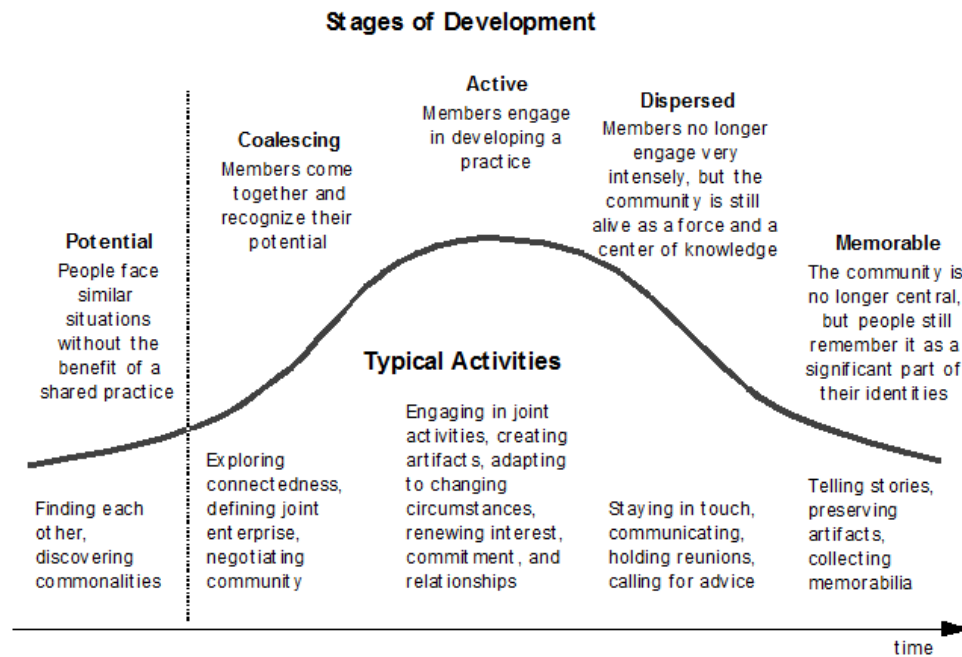 Stages of Development
Potential
People face
similar
situations
without the
benefit of a
shared practice
Coalescing
Members come
together and
recognize their
potential
Active
Members engage
in developing a
practice
Dispersed
Members no longer
engage very
intensely, but the
community is still
alive as a force and a
center of knowledge
Memorable
The community is
no longer central,
but people still
remember it as a
significant part of
their identities
Typical Activities
Finding each
other,
discovering
commonalities
Exploring
connectedness,
defining joint
enterprise,
negotiating
community
Engaging in joint
activities, creating
artifacts, adapting
to changing
circumstances,
renewing interest,
commitment, and
relationships
Staying in touch,
communicating,
holding reunions,
calling for advice
Telling stories,
preserving
artifacts,
collecting
memorabilia
time